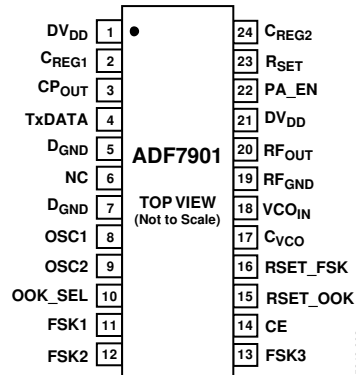 DVDD 1
CREG1 2
CPOUT 3
TxDATA 4
DGND 5
NC 6
DGND 7
OSC1 8
OSC2 9
OOK_SEL 10
FSK1 11
FSK2 12
ADF7901
TOP VIEW
(Not to Scale)
24 CREG2
23 RSET
22 PA_EN
21 DVDD
20 RFOUT
19 RFGND
18 VCOIN
17 CVCO
16 RSET_FSK
15 RSET_OOK
14 CE
13 FSK3